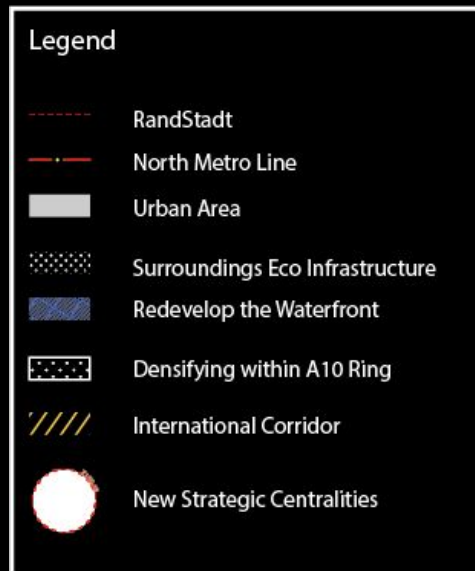 Legend
RandStadt
North Metro Line
Urban Area
Surroundings Eco Infrastructure
Redevelop the Waterfront
Densifying within A10 Ring
International Corridor
New Strategic Centralities